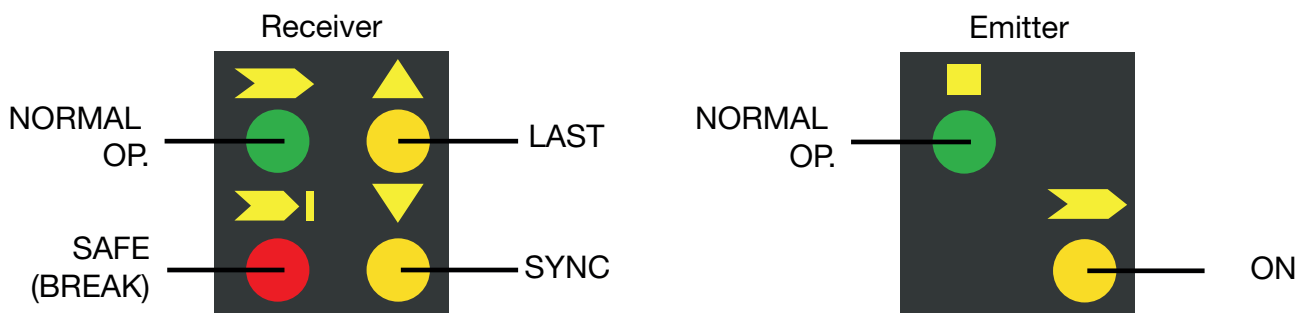 Receiver
NORMAL
OP.
LAST
SAFE
(BREAK)
SYNC
Emitter
NORMAL
OP.
ON